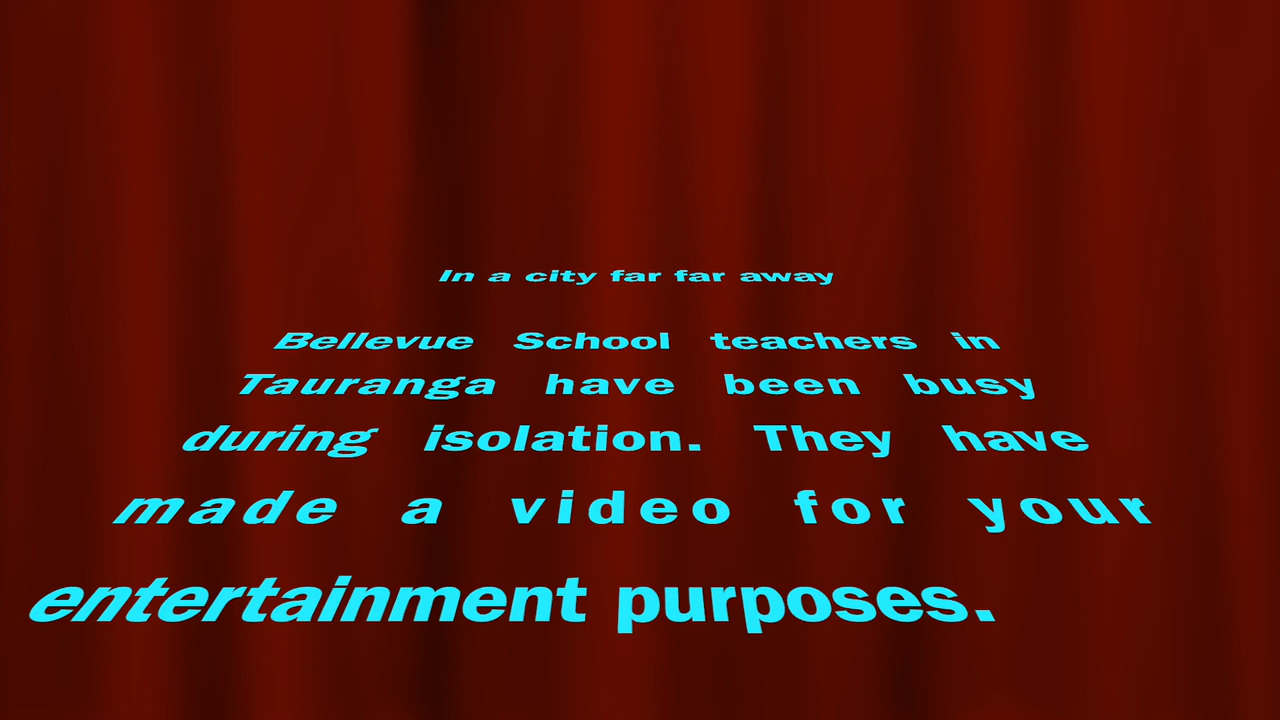 In a city far far away
Bellevue School teachers in
Tauranga have been busy
during isolation. They have
made a video for your
entertainment purposes.